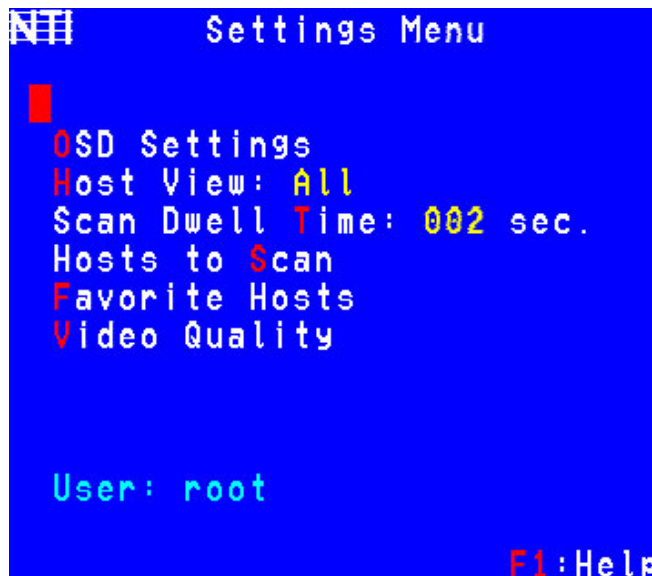 NTI Settings Menu
OSD Settings
Host View: All
Scan Dwell Time: 002 sec.
Hosts to Scan
Favorite Hosts
Video Quality
User: root
F1:Help